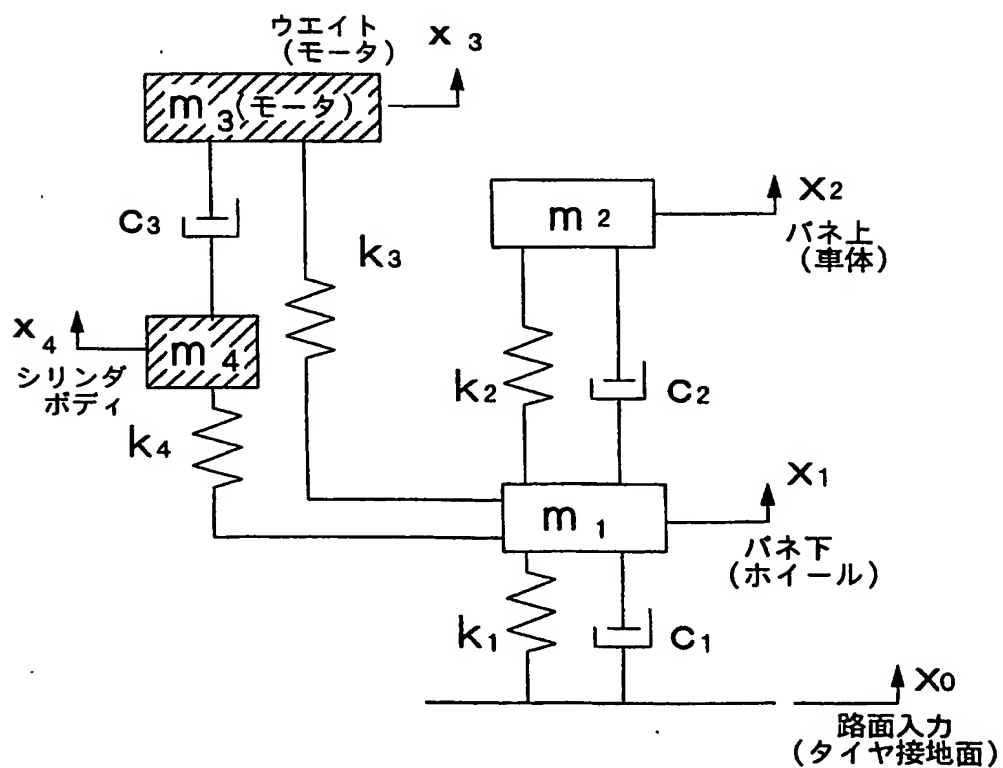 ウエイト
(モータ)
x 3
m 3(モータ)
c3
k3
x 4
シリンダ
ボディ
m 4
k4
m 2
x2
バネ上
(車体)
k2
c2
m 1
x1
バネ下
(ホイール)
k1
c1
x0
路面入力
(タイヤ接地面)